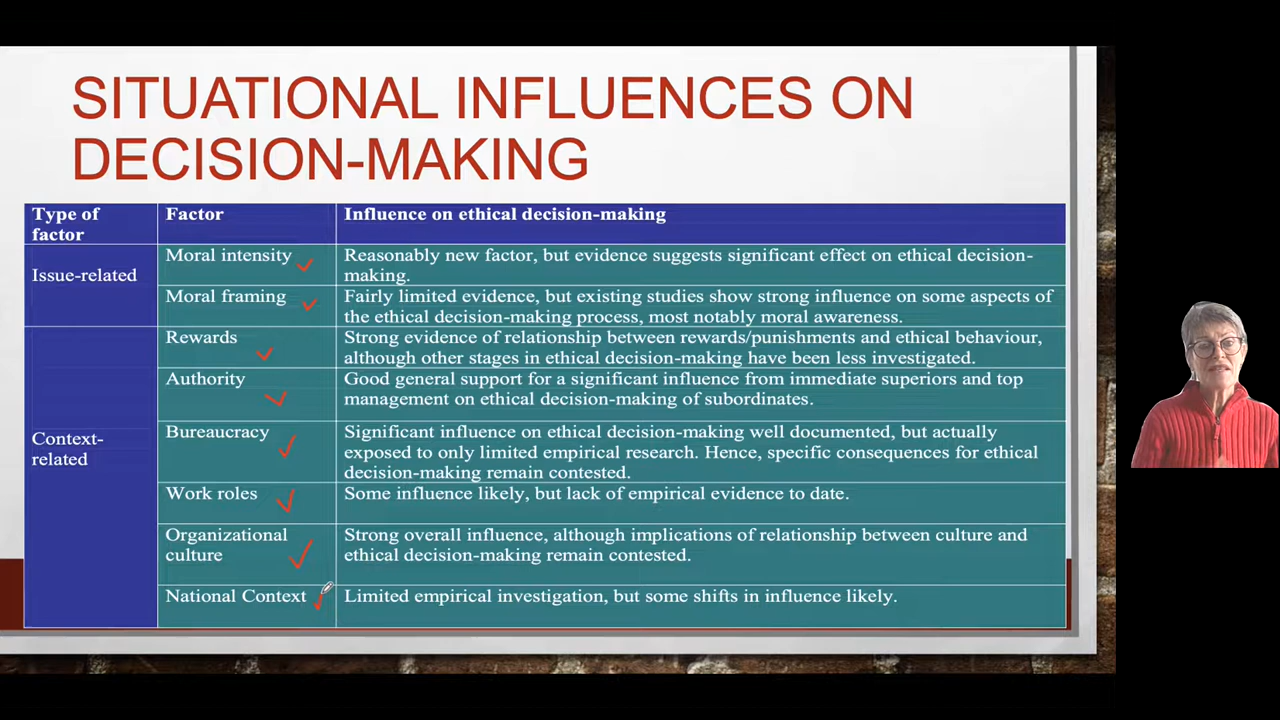 SITUATIONAL INFLUENCES ON
DECISION-MAKING
Type of
factor
Factor
Influence on ethical decision-making
Issue-related
Moral intensity
Reasonably new factor, but evidence suggests significant effect on ethical decision-
making.
Moral framing
Fairly limited evidence, but existing studies show strong influence on some aspects of
the ethical decision-making process, most notably moral awareness.
Context-
related
Rewards
Strong evidence of relationship between rewards/punishments and ethical behaviour,
although other stages in ethical decision-making have been less investigated.
Authority
Good general support for a significant influence from immediate superiors and top
management on ethical decision-making of subordinates.
Bureaucracy
Significant influence on ethical decision-making well documented, but actually
exposed to only limited empirical research. Hence, specific consequences for ethical
decision-making remain contested.
Work roles
Some influence likely, but lack of empirical evidence to date.
Organizational
culture
Strong overall influence, although implications of relationship between culture and
ethical decision-making remain contested.
National Context
Limited empirical investigation, but some shifts in influence likely.